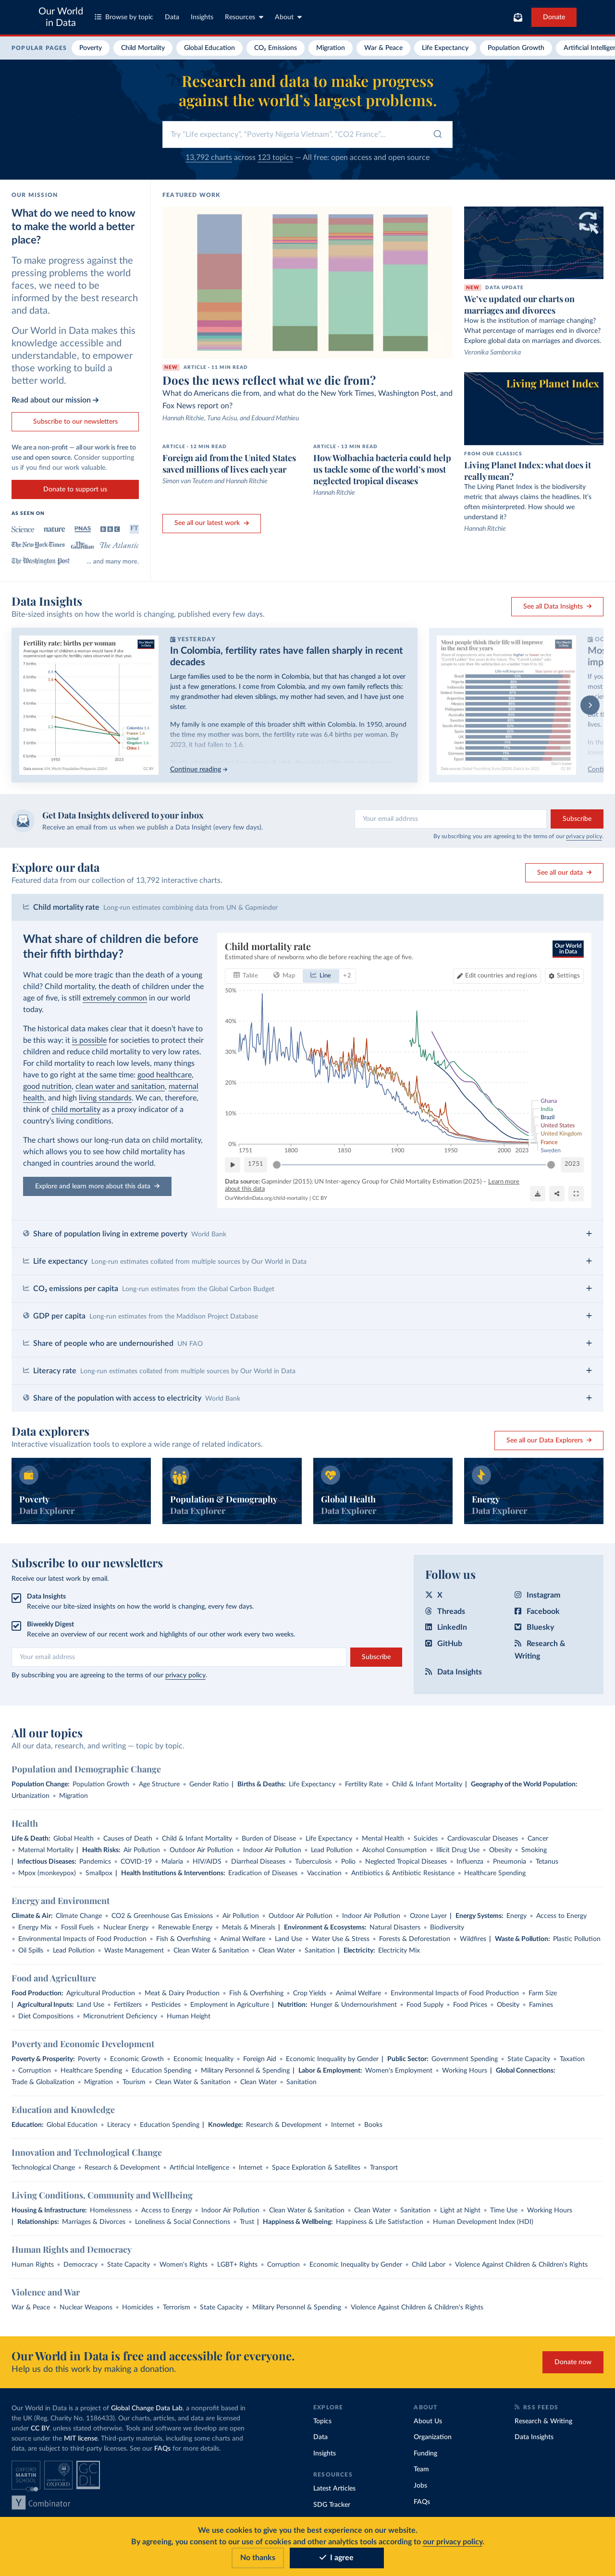 Our World
in Data
Browse by topic
Data
Insights
Resources
About
Donate
POPULAR PAGES
Poverty
Child Mortality
Global Education
CO₂ Emissions
Migration
War & Peace
Life Expectancy
Population Growth
Artificial
Research and data to make progress
against the world's largest problems.
Try "Life expectancy", "Poverty Nigeria Vietnam", "CO2 France"...
13,792 charts across 123 topics — All free: open access and open source
OUR MISSION
What do we need to know
to make the world a better
place?
To make progress against the
pressing problems the world
faces, we need to be
informed by the best research
and data.
Our World in Data makes this
knowledge accessible and
understandable, to empower
those working to build a
better world.
Read about our mission
Subscribe to our newsletters
We are a non-profit — all our work is free to
use and open source. Consider supporting
us if you find our work valuable.
Donate to support us
AS SEEN ON
Science
nature
PNAS
BBC
FT
The New York Times
The Guardian
The Atlantic
The Washington Post
... and many more.
FEATURED WORK
NEW
ARTICLE • 11 MIN READ
Does the news reflect what we die from?
What do Americans die from, and what do the New York Times, Washington Post, and
Fox News report on?
Hannah Ritchie, Tuna Acisu, and Edouard Mathieu
ARTICLE • 12 MIN READ
Foreign aid from the United States
saved millions of lives each year
Simon van Teutem and Hannah Ritchie
ARTICLE • 13 MIN READ
How Wolbachia bacteria could help
us tackle some of the world's most
neglected tropical diseases
Hannah Ritchie
See all our latest work
NEW
DATA UPDATE
We've updated our charts on
marriages and divorces
How is the institution of marriage changing?
What percentage of marriages end in divorce?
Explore global data on marriages and divorces.
Veronika Samborska
Living Planet Index
FROM OUR CLASSICS
Living Planet Index: what does it
really mean?
The Living Planet Index is the biodiversity
metric that always claims the headlines. It's
often misinterpreted. How should we
understand it?
Hannah Ritchie
Data Insights
Bite-sized insights on how the world is changing, published every few days.
See all Data Insights
Fertility rate: births per woman
YESTERDAY
In Colombia, fertility rates have fallen sharply in recent
decades
Large families used to be the norm in Colombia, but that has changed a lot over
just a few generations. I come from Colombia, and my own family reflects this:
my grandmother had eleven siblings, my mother had seven, and I have just one
sister.
My family is one example of this broader shift within Colombia. In 1950, around
the time my mother was born, the fertility rate was 6.4 births per woman. By
2023, it had fallen to 1.6.
Continue reading
Most people think their life will improve
in the next five years
Get Data Insights delivered to your inbox
Receive an email from us when we publish a Data Insight (every few days).
Your email address
Subscribe
By subscribing you are agreeing to the terms of our privacy policy.
Explore our data
Featured data from our collection of 13,792 interactive charts.
See all our data
Child mortality rate Long-run estimates combining data from UN & Gapminder
What share of children die before
their fifth birthday?
What could be more tragic than the death of a young
child? Child mortality, the death of children under the
age of five, is still extremely common in our world
today.
The historical data makes clear that it doesn't have to
be this way: it is possible for societies to protect their
children and reduce child mortality to very low rates.
For child mortality to reach low levels, many things
have to go right at the same time: good healthcare,
good nutrition, clean water and sanitation, maternal
health, and high living standards. We can, therefore,
think of child mortality as a proxy indicator of a
country's living conditions.
The chart shows our long-run data on child mortality,
which allows you to see how child mortality has
changed in countries around the world.
Explore and learn more about this data
Child mortality rate
Estimated share of newborns who die before reaching the age of five.
Our World
in Data
Table
Map
Line
+2
Edit countries and regions
Settings
50%
40%
30%
20%
10%
0%
1751
1800
1850
1900
1950
2000
2023
Ghana
India
Brazil
United States
United Kingdom
France
Sweden
1751
2023
Data source: Gapminder (2015); UN Inter-agency Group for Child Mortality Estimation (2025) – Learn more
about this data
OurWorldinData.org/child-mortality | CC BY
Share of population living in extreme poverty World Bank
Life expectancy Long-run estimates collated from multiple sources by Our World in Data
CO₂ emissions per capita Long-run estimates from the Global Carbon Budget
GDP per capita Long-run estimates from the Maddison Project Database
Share of people who are undernourished UN FAO
Literacy rate Long-run estimates collated from multiple sources by Our World in Data
Share of the population with access to electricity World Bank
Data explorers
Interactive visualization tools to explore a wide range of related indicators.
See all our Data Explorers
Poverty
Data Explorer
Population & Demography
Data Explorer
Global Health
Data Explorer
Energy
Data Explorer
Subscribe to our newsletters
Receive our latest work by email.
Data Insights
Receive our bite-sized insights on how the world is changing, every few days.
Biweekly Digest
Receive an overview of our recent work and highlights of our other work every two weeks.
Your email address
Subscribe
By subscribing you are agreeing to the terms of our privacy policy.
Follow us
X
Threads
LinkedIn
GitHub
Data Insights
Instagram
Facebook
Bluesky
Research &
Writing
All our topics
All our data, research, and writing — topic by topic.
Population and Demographic Change
Population Change: Population Growth • Age Structure • Gender Ratio | Births & Deaths: Life Expectancy • Fertility Rate • Child & Infant Mortality | Geography of the World Population:
Urbanization • Migration
Health
Life & Death: Global Health • Causes of Death • Child & Infant Mortality • Burden of Disease • Life Expectancy • Mental Health • Suicides • Cardiovascular Diseases • Cancer
• Maternal Mortality | Health Risks: Air Pollution • Outdoor Air Pollution • Indoor Air Pollution • Lead Pollution • Alcohol Consumption • Illicit Drug Use • Obesity • Smoking
| Infectious Diseases: Pandemics • COVID-19 • Malaria • HIV/AIDS • Diarrheal Diseases • Tuberculosis • Polio • Neglected Tropical Diseases • Influenza • Pneumonia • Tetanus
• Mpox (monkeypox) • Smallpox | Health Institutions & Interventions: Eradication of Diseases • Vaccination • Antibiotics & Antibiotic Resistance • Healthcare Spending
Energy and Environment
Climate & Air: Climate Change • CO2 & Greenhouse Gas Emissions • Air Pollution • Outdoor Air Pollution • Indoor Air Pollution • Ozone Layer | Energy Systems: Energy • Access to Energy
• Energy Mix • Fossil Fuels • Nuclear Energy • Renewable Energy • Metals & Minerals | Environment & Ecosystems: Natural Disasters • Biodiversity
• Environmental Impacts of Food Production • Fish & Overfishing • Animal Welfare • Land Use • Water Use & Stress • Forests & Deforestation • Wildfires | Waste & Pollution: Plastic Pollution
• Oil Spills • Lead Pollution • Waste Management • Clean Water & Sanitation • Clean Water • Sanitation | Electricity: Electricity Mix
Food and Agriculture
Food Production: Agricultural Production • Meat & Dairy Production • Fish & Overfishing • Crop Yields • Animal Welfare • Environmental Impacts of Food Production • Farm Size
| Agricultural Inputs: Land Use • Fertilizers • Pesticides • Employment in Agriculture | Nutrition: Hunger & Undernourishment • Food Supply • Food Prices • Obesity • Famines
• Diet Compositions • Micronutrient Deficiency • Human Height
Poverty and Economic Development
Poverty & Prosperity: Poverty • Economic Growth • Economic Inequality • Foreign Aid • Economic Inequality by Gender | Public Sector: Government Spending • State Capacity • Taxation
• Corruption • Healthcare Spending • Education Spending • Military Personnel & Spending | Labor & Employment: Women's Employment • Working Hours | Global Connections:
Trade & Globalization • Migration • Tourism • Clean Water & Sanitation • Clean Water • Sanitation
Education and Knowledge
Education: Global Education • Literacy • Education Spending | Knowledge: Research & Development • Internet • Books
Innovation and Technological Change
Technological Change • Research & Development • Artificial Intelligence • Internet • Space Exploration & Satellites • Transport
Living Conditions, Community and Wellbeing
Housing & Infrastructure: Homelessness • Access to Energy • Indoor Air Pollution • Clean Water & Sanitation • Clean Water • Sanitation • Light at Night • Time Use • Working Hours
| Relationships: Marriages & Divorces • Loneliness & Social Connections • Trust | Happiness & Wellbeing: Happiness & Life Satisfaction • Human Development Index (HDI)
Human Rights and Democracy
Human Rights • Democracy • State Capacity • Women's Rights • LGBT+ Rights • Corruption • Economic Inequality by Gender • Child Labor • Violence Against Children & Children's Rights
Violence and War
War & Peace • Nuclear Weapons • Homicides • Terrorism • State Capacity • Military Personnel & Spending • Violence Against Children & Children's Rights
Our World in Data is free and accessible for everyone.
Help us do this work by making a donation.
Donate now
Our World in Data is a project of Global Change Data Lab, a nonprofit based in
the UK (Reg. Charity No. 1186433). Our charts, articles, and data are licensed
under CC BY, unless stated otherwise. Tools and software we develop are open
source under the MIT license. Third-party materials, including some charts and
data, are subject to third-party licenses. See our FAQs for more details.
OXFORD
MARTIN
SCHOOL
UNIVERSITY OF
OXFORD
GC
DL
Y Combinator
EXPLORE
Topics
Data
Insights
RESOURCES
Latest Articles
SDG Tracker
ABOUT
About Us
Organization
Funding
Team
Jobs
FAQs
RSS FEEDS
Research & Writing
Data Insights
We use cookies to give you the best experience on our website.
By agreeing, you consent to our use of cookies and other analytics tools according to our privacy policy.
No thanks
I agree